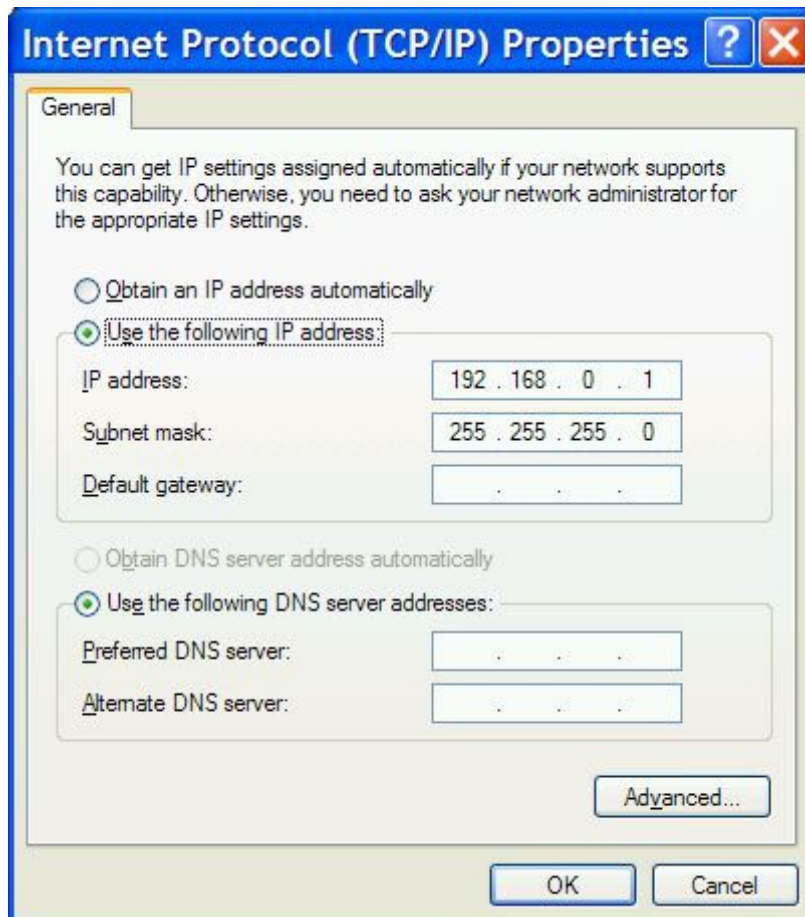 Internet Protocol (TCP/IP) Properties ? X
General
You can get IP settings assigned automatically if your network supports
this capability. Otherwise, you need to ask your network administrator for
the appropriate IP settings.
Obtain an IP address automatically
Use the following IP address:
IP address: 192 . 168 . 0 . 1
Subnet mask: 255 . 255 . 255 . 0
Default gateway: . . .
Obtain DNS server address automatically
Use the following DNS server addresses:
Preferred DNS server: . . .
Alternate DNS server: . . .
Advanced...
OK Cancel